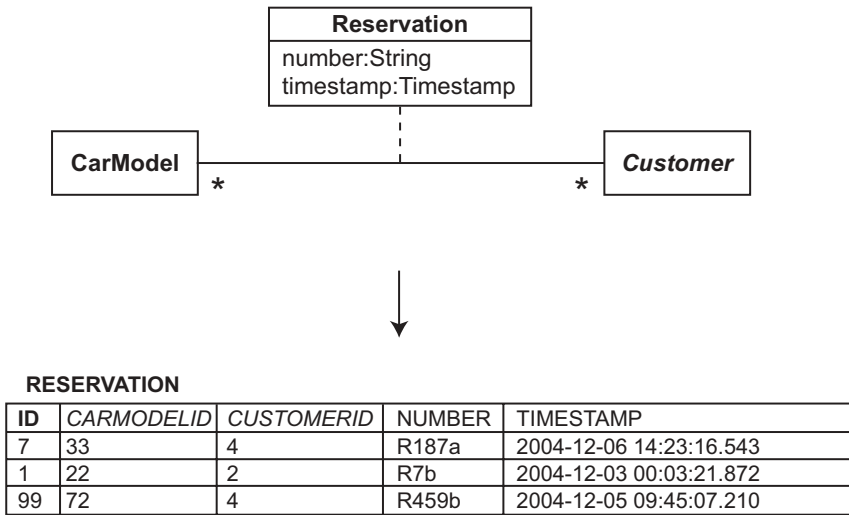 Reservation
number:String
timestamp:Timestamp
CarModel
*
*
Customer
RESERVATION
ID CARMODELID CUSTOMERID NUMBER TIMESTAMP
7 33 4 R187a 2004-12-06 14:23:16.543
1 22 2 R7b 2004-12-03 00:03:21.872
99 72 4 R459b 2004-12-05 09:45:07.210